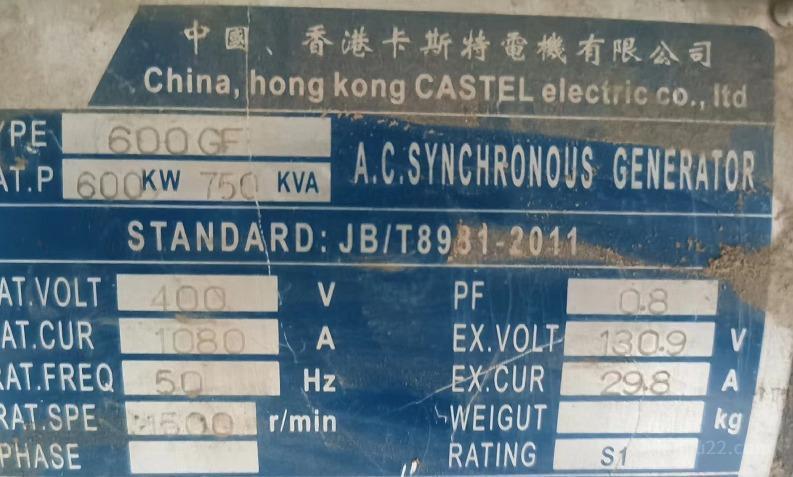 中國、香港卡斯特電機有限公司
China, hong kong CASTEL electric co., ltd
YPE 600GF
AT.P 600KW 750 KVA
A.C.SYNCHRONOUS GENERATOR
STANDARD: JB/T8981-2011
AT.VOLT 400 V PF 0.8
AT.CUR 1080 A EX.VOLT 130.9 V
RAT.FREQ 50 Hz EX.CUR 29.8 A
RAT.SPE 1500 r/min WEIGUT kg
PHASE RATING S1